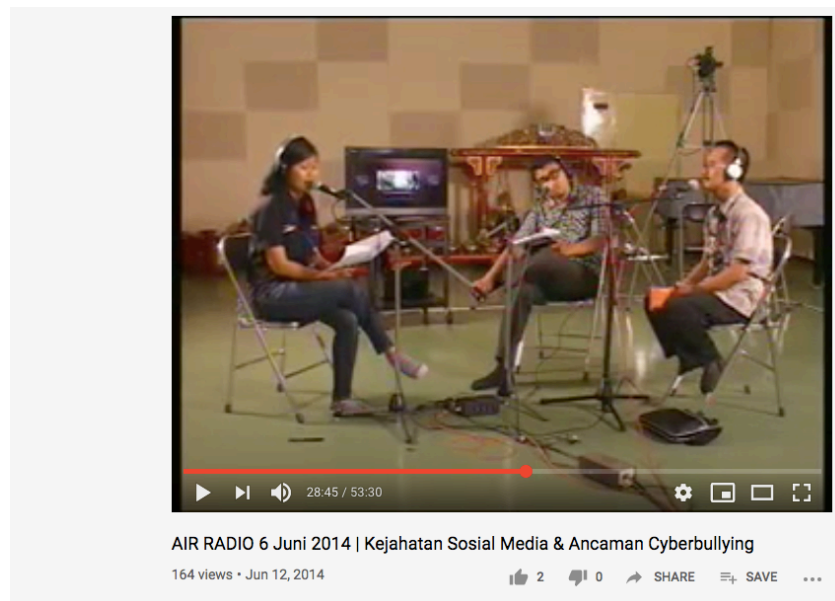 28:45 / 53:30
AIR RADIO 6 Juni 2014 | Kejahatan Sosial Media & Ancaman Cyberbullying
164 views • Jun 12, 2014
2 0 SHARE SAVE